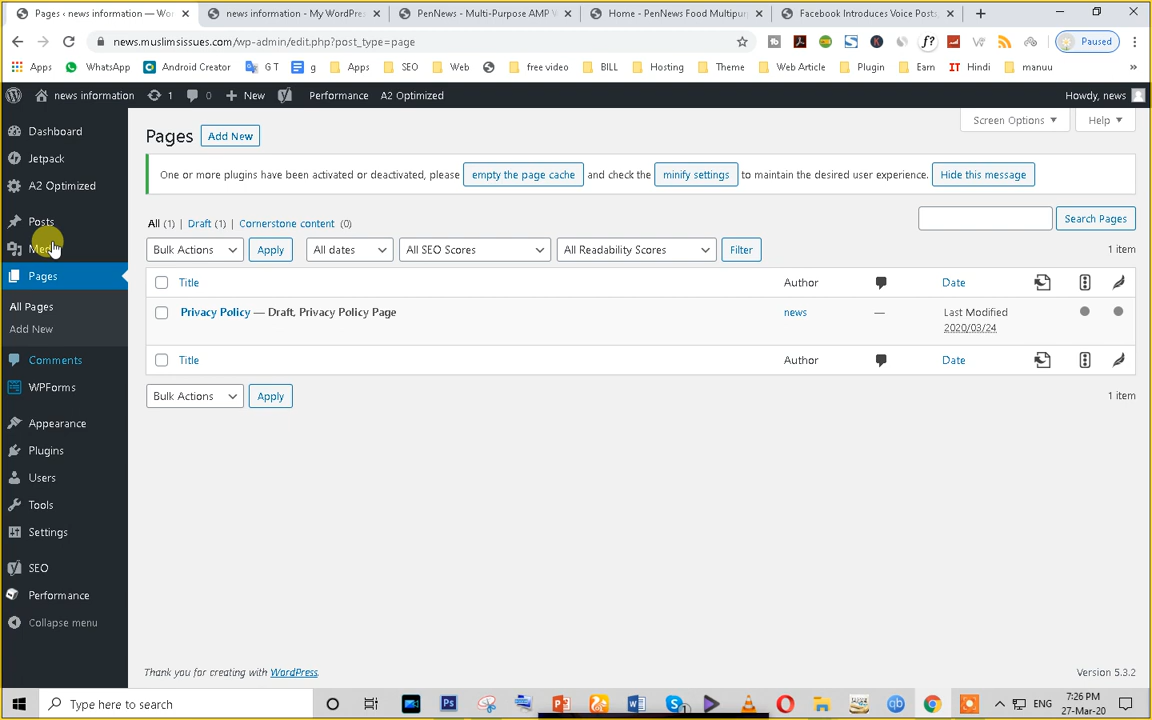 Pages ‹ news information — Wor
news information - My WordPre
PenNews - Multi-Purpose AMP V
Home - PenNews Food Multipur
Facebook Introduces Voice Posts,
news.muslimsissues.com/wp-admin/edit.php?post_type=page
Paused
Apps
WhatsApp
Android Creator
G T
g
Apps
SEO
Web
free video
BILL
Hosting
Theme
Web Article
Plugin
Earn
IT Hindi
manuu
»
news information
1
0
New
Performance
A2 Optimized
Howdy, news
Dashboard
Jetpack
A2 Optimized
Posts
Pages
All Pages
Add New
Comments
WPForms
Appearance
Plugins
Users
Tools
Settings
SEO
Performance
Collapse menu
Screen Options
Help
Pages
Add New
One or more plugins have been activated or deactivated, please empty the page cache and check the minify settings to maintain the desired user experience. Hide this message
All (1) | Draft (1) | Cornerstone content (0)
Search Pages
Bulk Actions
Apply
All dates
All SEO Scores
All Readability Scores
Filter
1 item
Title
Author
Date
Privacy Policy — Draft, Privacy Policy Page
news
—
Last Modified
2020/03/24
Title
Author
Date
Bulk Actions
Apply
1 item
Thank you for creating with WordPress.
Version 5.3.2
Type here to search
ENG
7:26 PM
27-Mar-20